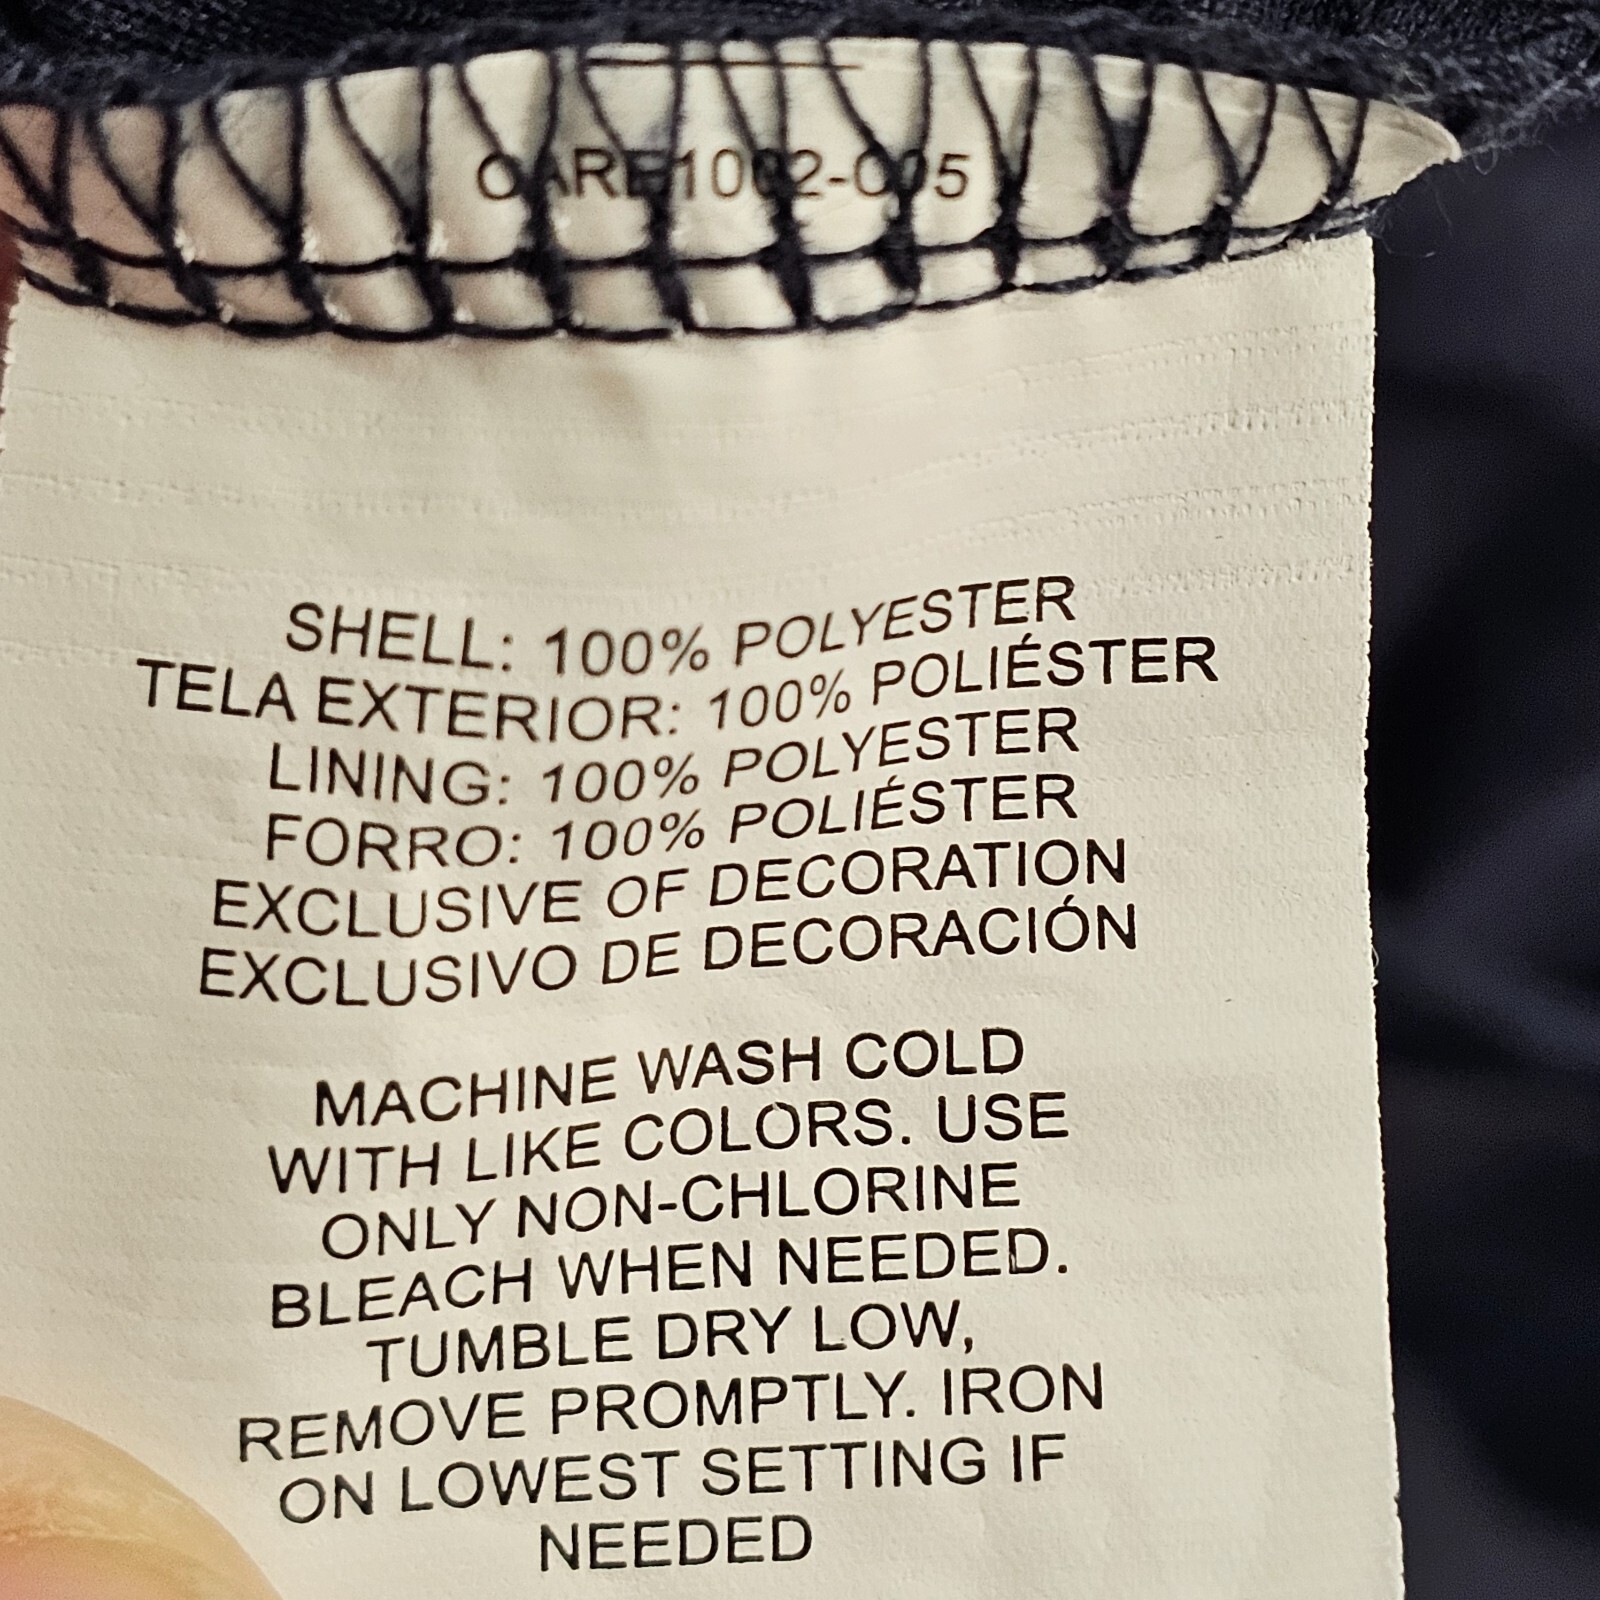 CARE1002-005
SHELL: 100% POLYESTER
TELA EXTERIOR: 100% POLIÉSTER
LINING: 100% POLYESTER
FORRO: 100% POLIÉSTER
EXCLUSIVE OF DECORATION
EXCLUSIVO DE DECORACIÓN
MACHINE WASH COLD
WITH LIKE COLORS. USE
ONLY NON-CHLORINE
BLEACH WHEN NEEDED.
TUMBLE DRY LOW,
REMOVE PROMPTLY. IRON
ON LOWEST SETTING IF
NEEDED